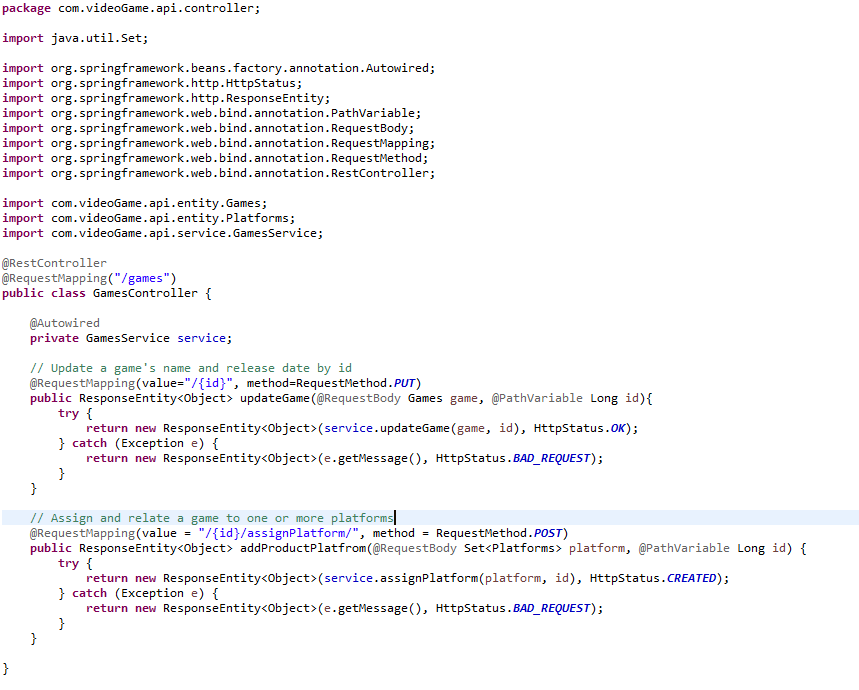 package com.videoGame.api.controller;
import java.util.Set;
import org.springframework.beans.factory.annotation.Autowired;
import org.springframework.http.HttpStatus;
import org.springframework.http.ResponseEntity;
import org.springframework.web.bind.annotation.PathVariable;
import org.springframework.web.bind.annotation.RequestBody;
import org.springframework.web.bind.annotation.RequestMapping;
import org.springframework.web.bind.annotation.RequestMethod;
import org.springframework.web.bind.annotation.RestController;
import com.videoGame.api.entity.Games;
import com.videoGame.api.entity.Platforms;
import com.videoGame.api.service.GamesService;
@RestController
@RequestMapping("/games")
public class GamesController {
@Autowired
private GamesService service;
// Update a game's name and release date by id
@RequestMapping(value="/{id}", method=RequestMethod.PUT)
public ResponseEntity<Object> updateGame(@RequestBody Games game, @PathVariable Long id){
try {
return new ResponseEntity<Object>(service.updateGame(game, id), HttpStatus.OK);
} catch (Exception e) {
return new ResponseEntity<Object>(e.getMessage(), HttpStatus.BAD_REQUEST);
}
}
// Assign and relate a game to one or more platforms
@RequestMapping(value = "/{id}/assignPlatform/", method = RequestMethod.POST)
public ResponseEntity<Object> addProductPlatfrom(@RequestBody Set<Platforms> platform, @PathVariable Long id) {
try {
return new ResponseEntity<Object>(service.assignPlatform(platform, id), HttpStatus.CREATED);
} catch (Exception e) {
return new ResponseEntity<Object>(e.getMessage(), HttpStatus.BAD_REQUEST);
}
}
}